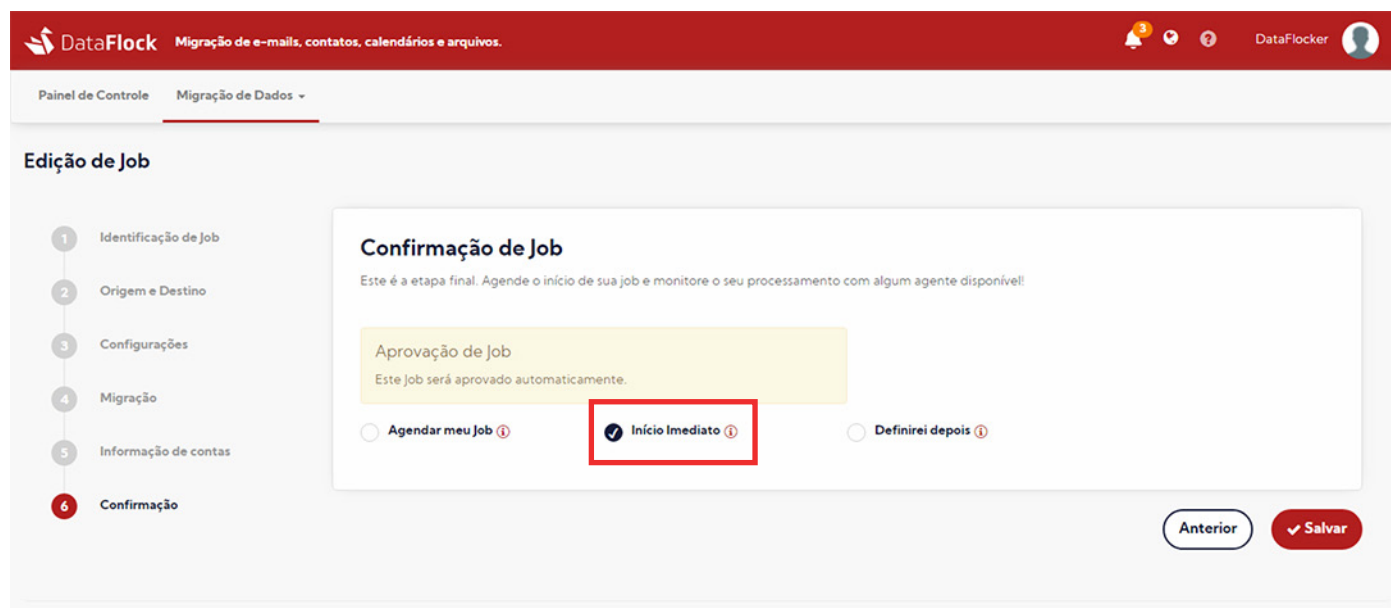 DataFlock Migração de e-mails, contatos, calendários e arquivos. 3 DataFlocker
Painel de Controle Migração de Dados
Edição de Job
1 Identificação de Job
2 Origem e Destino
3 Configurações
4 Migração
5 Informação de contas
6 Confirmação
Confirmação de Job
Este é a etapa final. Agende o início de sua job e monitore o seu processamento com algum agente disponível!
Aprovação de Job
Este Job será aprovado automaticamente.
Agendar meu Job Início Imediato Definirei depois
Anterior Salvar